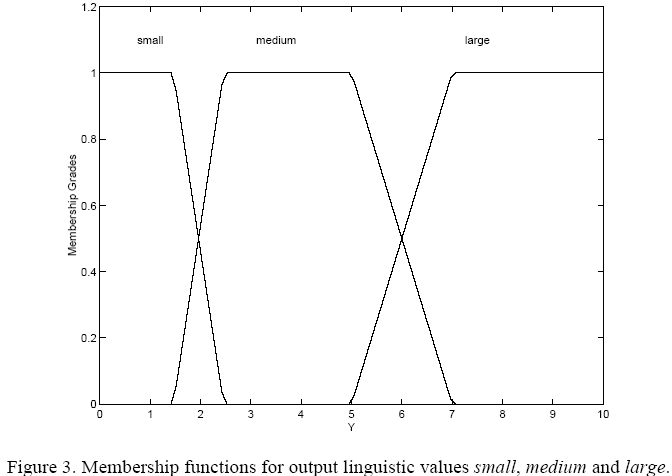 1.2
small medium large
1
0.8
0.6
0.4
0.2
0
Membership Grades
0 1 2 3 4 5 6 7 8 9 10
Y
Figure 3. Membership functions for output linguistic values small, medium and large.